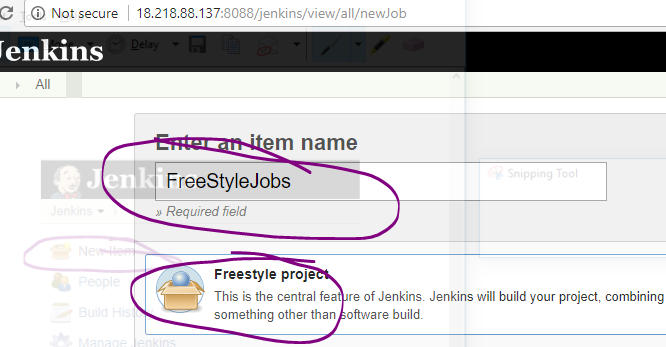 Not secure | 18.218.88.137:8088/jenkins/view/all/newJob
Delay
Jenkins
All
Enter an item name
Snipping Tool
Jenkins
FreeStyleJobs
» Required field
Jenkins
New Item
Freestyle project
People
This is the central feature of Jenkins. Jenkins will build your project, combining
Build History
something other than software build.
Manage Jenkins